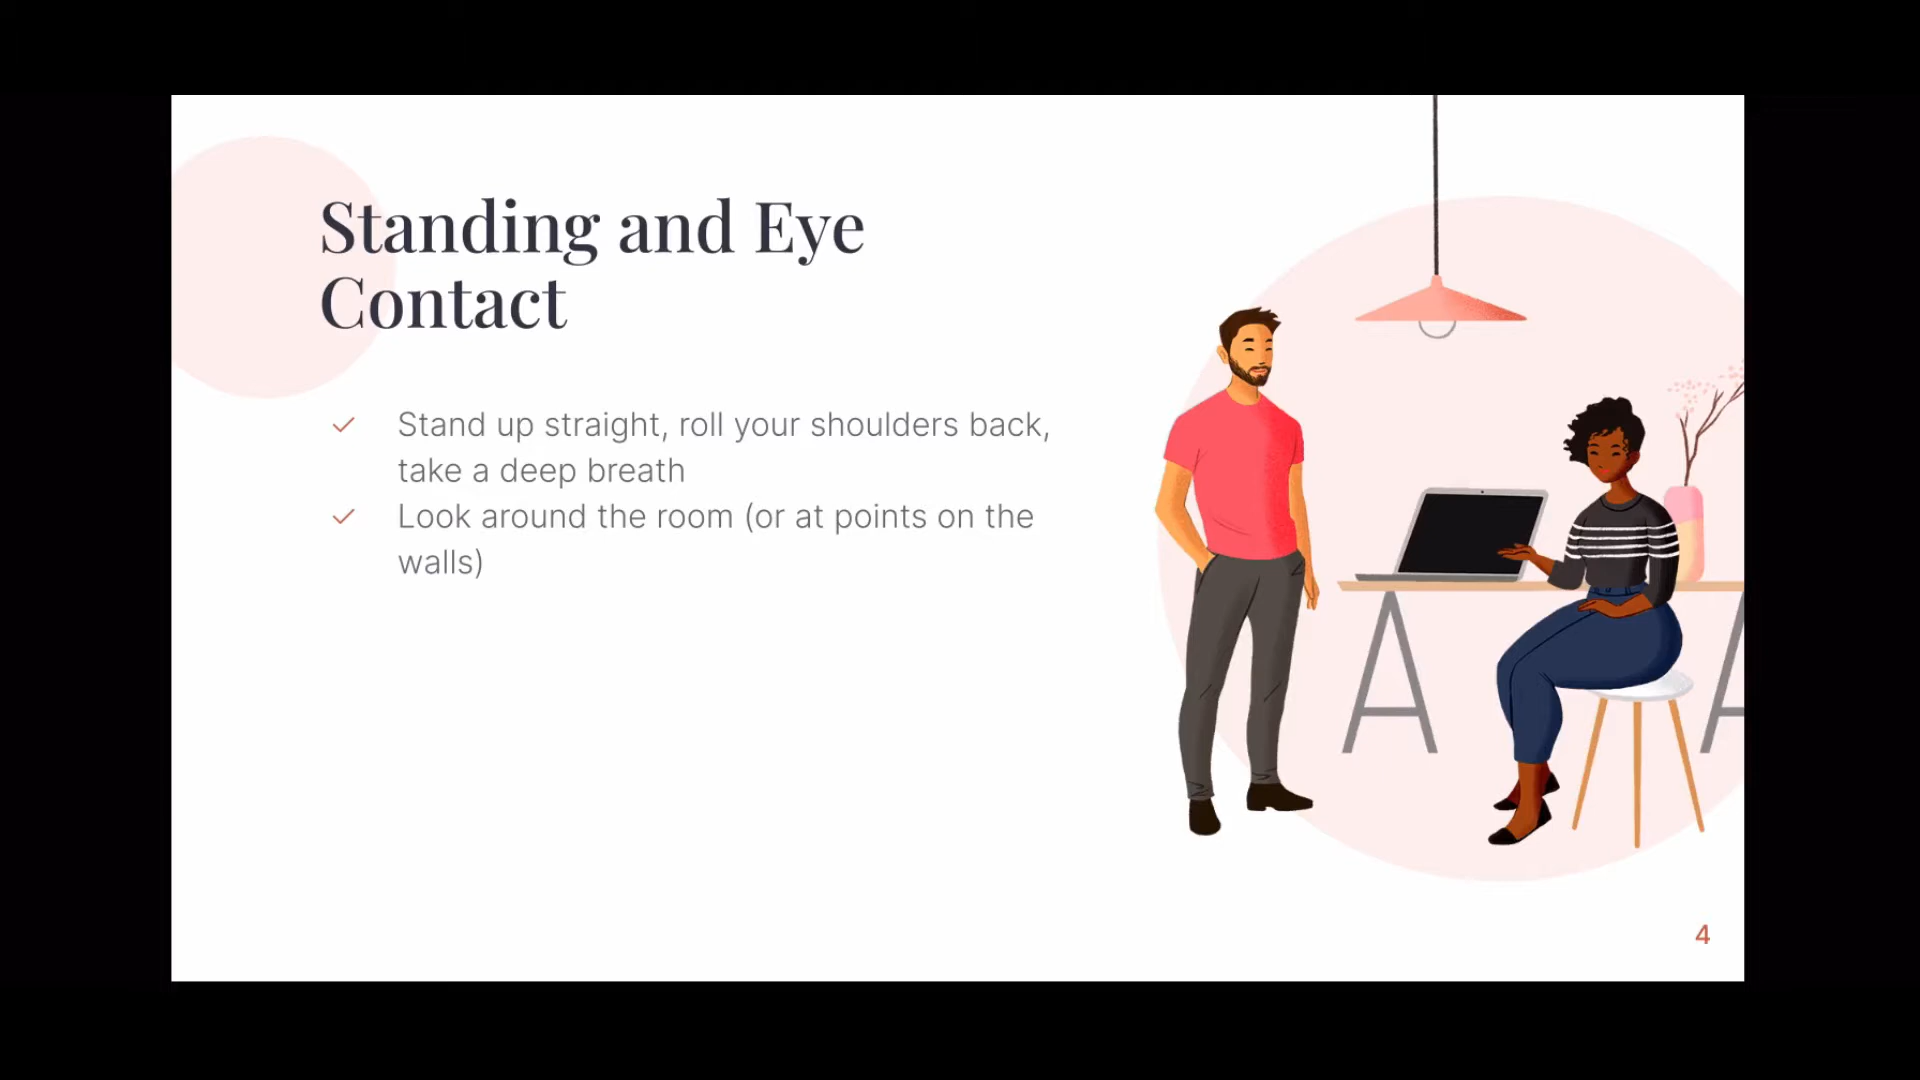 Standing and Eye
Contact
Stand up straight, roll your shoulders back,
take a deep breath
Look around the room (or at points on the
walls)
4